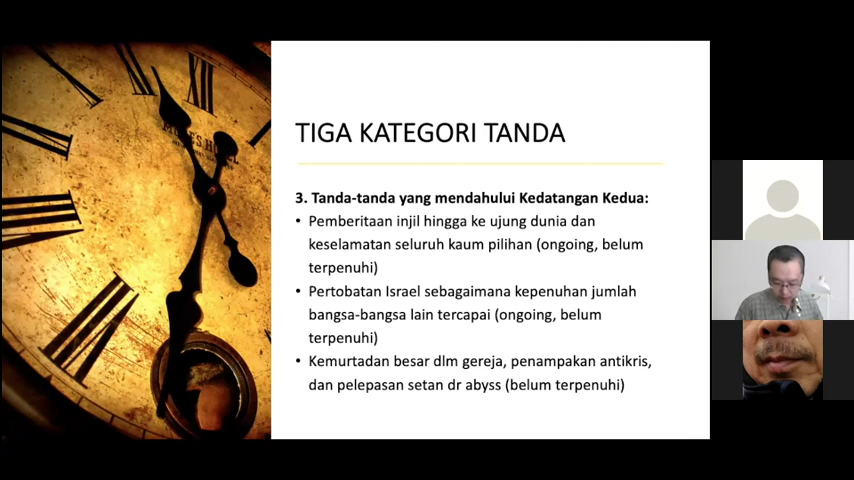 TIGA KATEGORI TANDA
3. Tanda-tanda yang mendahului Kedatangan Kedua:
• Pemberitaan injil hingga ke ujung dunia dan
keselamatan seluruh kaum pilihan (ongoing, belum
terpenuhi)
• Pertobatan Israel sebagaimana kepenuhan jumlah
bangsa-bangsa lain tercapai (ongoing, belum
terpenuhi)
• Kemurtadan besar dlm gereja, penampakan antikris,
dan pelepasan setan dr abyss (belum terpenuhi)
XII